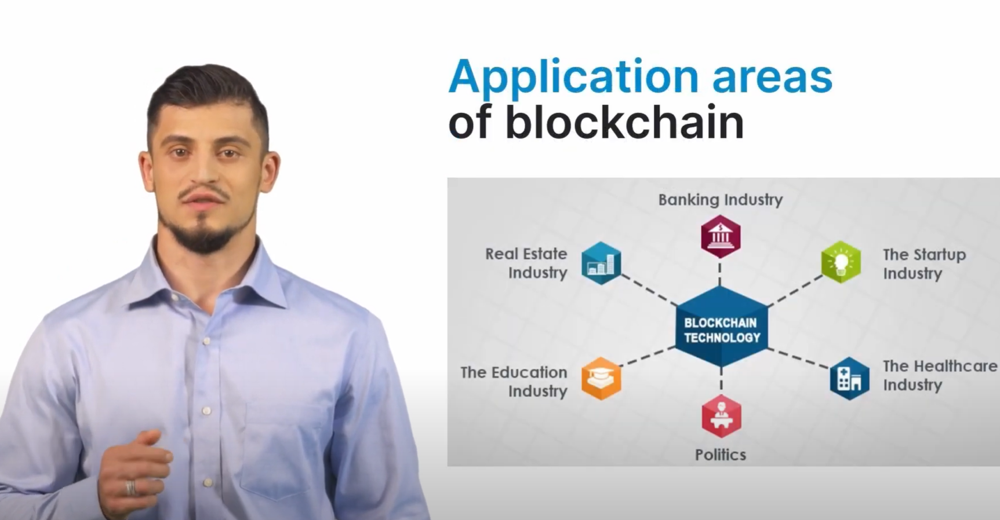 Application areas
of blockchain
Banking Industry
$
Real Estate
Industry
The Startup
Industry
BLOCKCHAIN
TECHNOLOGY
The Education
Industry
The Healthcare
Industry
Politics